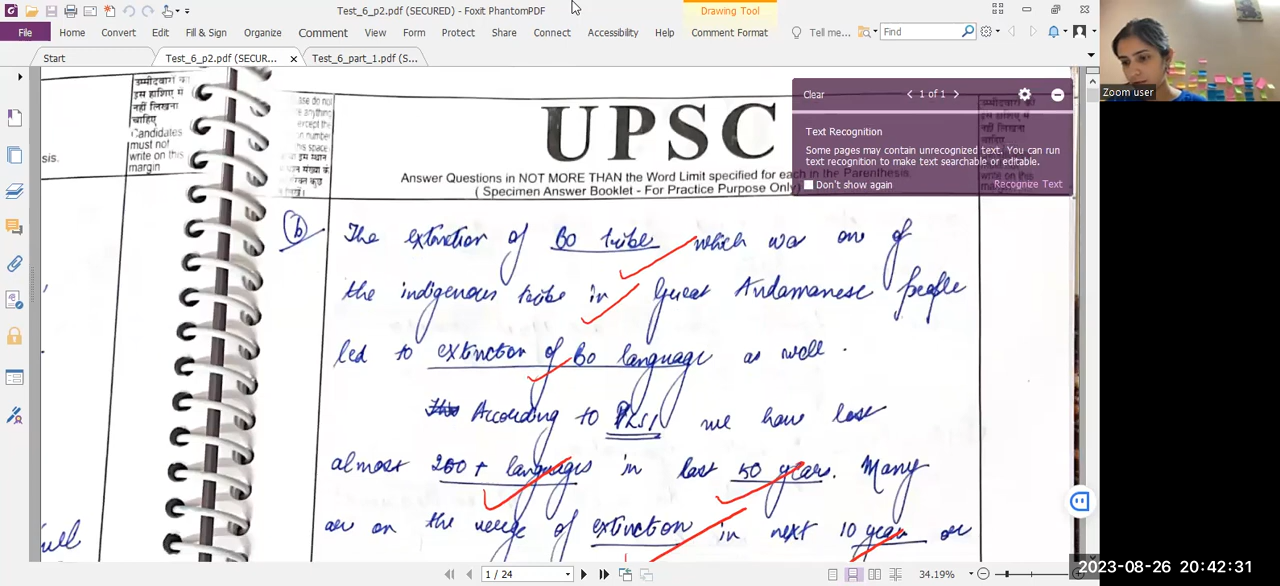 Test_6_p2.pdf (SECURED) - Foxit PhantomPDF
Drawing Tool
File Home Convert Edit Fill & Sign Organize Comment View Form Protect Share Connect Accessibility Help Comment Format Tell me... Find
Start Test_6_p2.pdf (SECUR... Test_6_part_1.pdf (S...
Zoom user
Clear 1 of 1
Text Recognition
Some pages may contain unrecognized text. You can run
text recognition to make text searchable or editable.
Don't show again
Recognize Text
उम्मीदवारों को
इस हाशिए में
नहीं लिखना
चाहिए
Candidates
must not
write on this
margin
sis.
UPSC
Answer Questions in NOT MORE THAN the Word Limit specified for each in the Parenthesis.
( Specimen Answer Booklet - For Practice Purpose Only)
(b) The extinction of Bo tribe which was one of
the indigenous tribe in Great Andamanese people
led to extinction of Bo language as well.
According to PLSI we have lost
almost 200+ languages in last 50 years. Many
are on the verge of extinction in next 10 year or
1 / 24
34.19%
2023-08-26 20:42:31